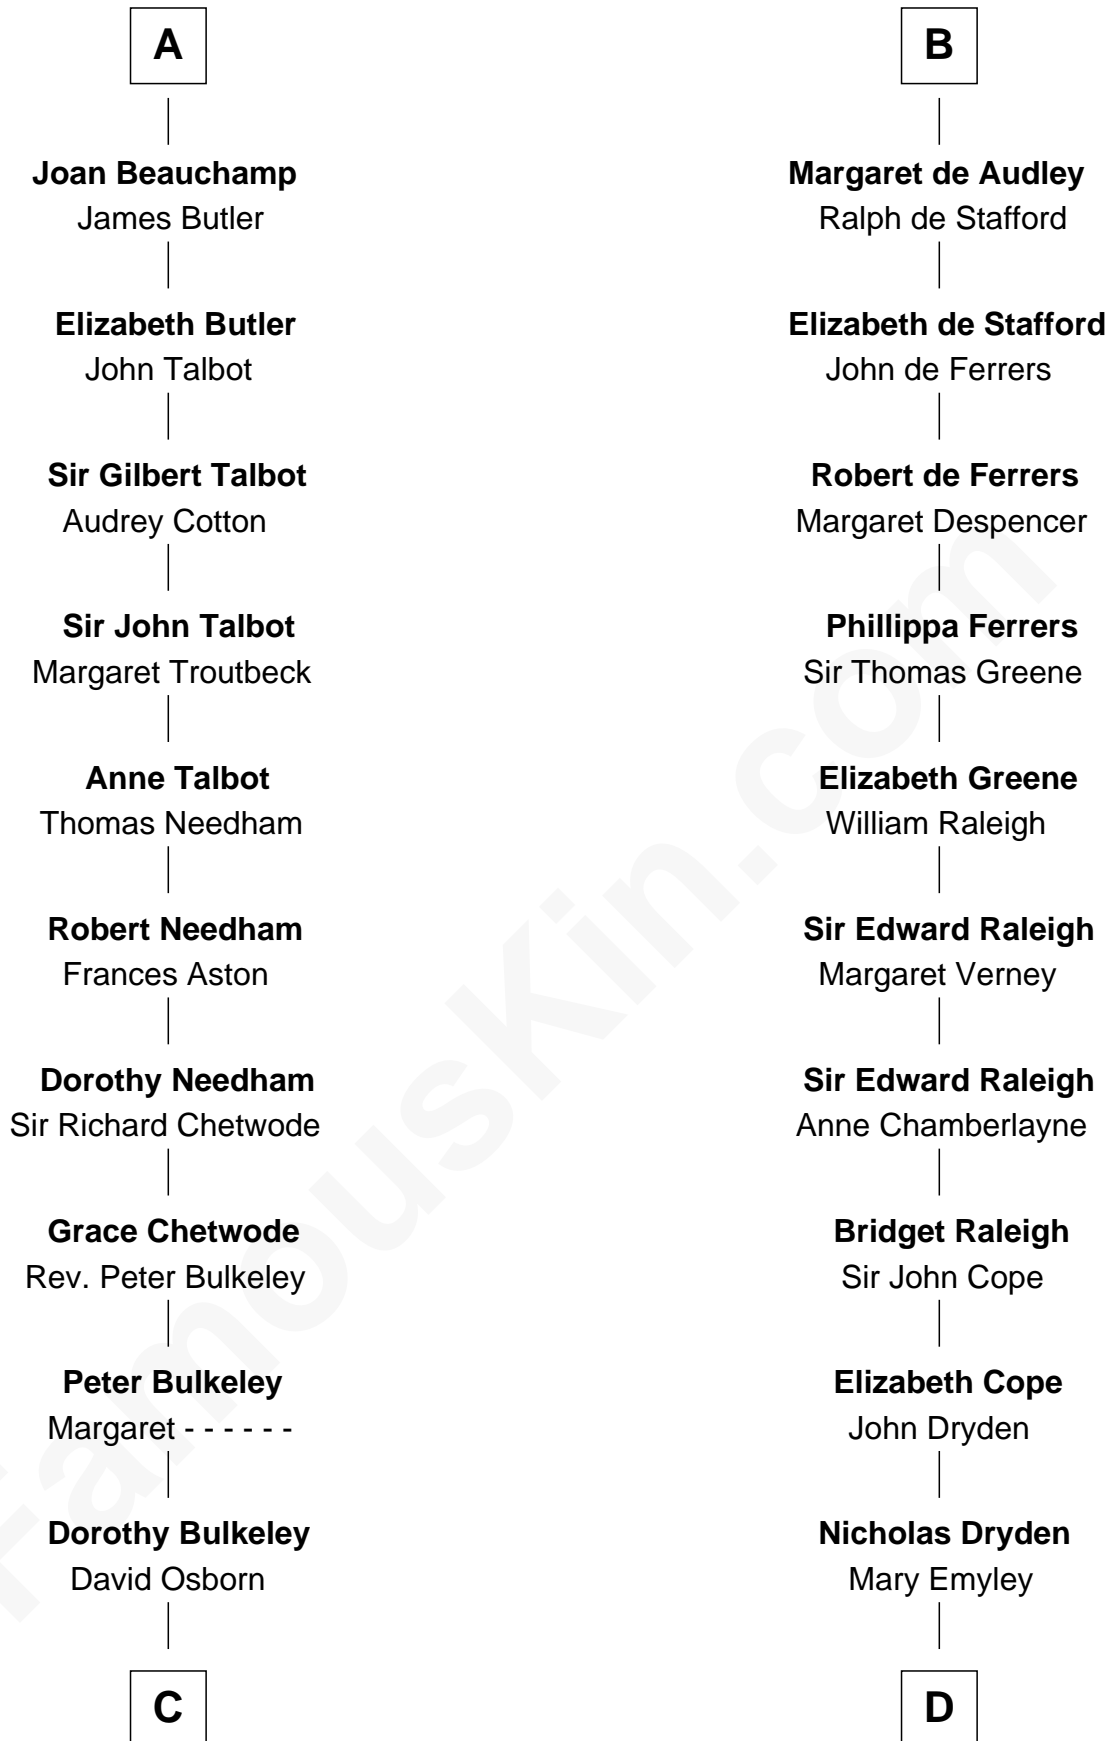 A
Joan Beauchamp
James Butler
Elizabeth Butler
John Talbot
Sir Gilbert Talbot
Audrey Cotton
Sir John Talbot
Margaret Troutbeck
Anne Talbot
Thomas Needham
Robert Needham
Frances Aston
Dorothy Needham
Sir Richard Chetwode
Grace Chetwode
Rev. Peter Bulkeley
Peter Bulkeley
Margaret - - - - - -
Dorothy Bulkeley
David Osborn
C
B
Margaret de Audley
Ralph de Stafford
Elizabeth de Stafford
John de Ferrers
Robert de Ferrers
Margaret Despencer
Phillippa Ferrers
Sir Thomas Greene
Elizabeth Greene
William Raleigh
Sir Edward Raleigh
Margaret Verney
Sir Edward Raleigh
Anne Chamberlayne
Bridget Raleigh
Sir John Cope
Elizabeth Cope
John Dryden
Nicholas Dryden
Mary Emyley
D
FamousKin.com